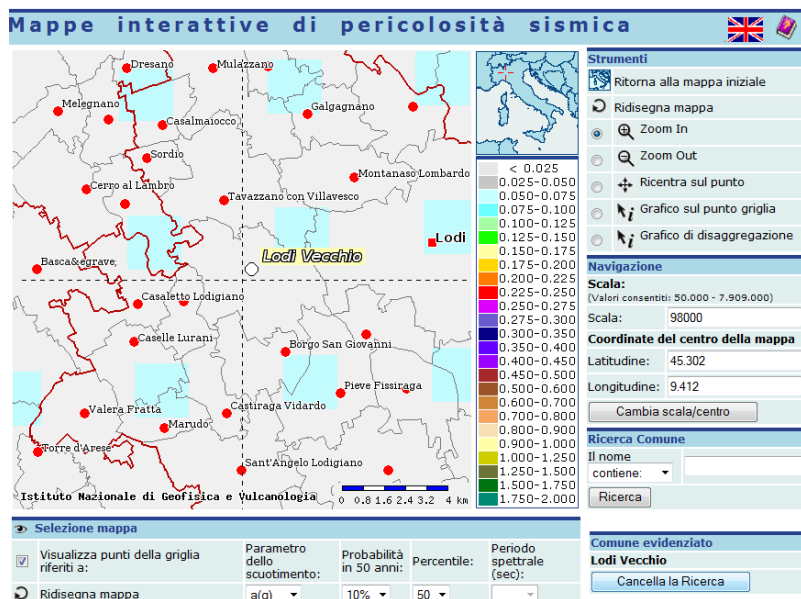 Mappe interattive di pericolosità sismica
Dresano
Mulazzano
Melegnano
Galgagnano
Casalmaiocco
Sordio
Montanaso Lombardo
Cerro al Lambro
Tavazzano con Villavesco
Lodi
Lodi Vecchio
Basca&egrave;
Casaletto Lodigiano
Caselle Lurani
Borgo San Giovanni
Pieve Fissiraga
Valera Fratta
Castiraga Vidardo
Marudo
Torre d'Arese
Sant'Angelo Lodigiano
Istituto Nazionale di Geofisica e Vulcanologia
0 0.8 1.6 2.4 3.2 4 km
< 0.025
0.025-0.050
0.050-0.075
0.075-0.100
0.100-0.125
0.125-0.150
0.150-0.175
0.175-0.200
0.200-0.225
0.225-0.250
0.250-0.275
0.275-0.300
0.300-0.350
0.350-0.400
0.400-0.450
0.450-0.500
0.500-0.600
0.600-0.700
0.700-0.800
0.800-0.900
0.900-1.000
1.000-1.250
1.250-1.500
1.500-1.750
1.750-2.000
Strumenti
Ritorna alla mappa iniziale
Ridisegna mappa
Zoom In
Zoom Out
Ricentra sul punto
Grafico sul punto griglia
Grafico di disaggregazione
Navigazione
Scala:
(Valori consentiti: 50.000 - 7.909.000)
Scala: 98000
Coordinate del centro della mappa
Latitudine: 45.302
Longitudine: 9.412
Cambia scala/centro
Ricerca Comune
Il nome
contiene:
Ricerca
Comune evidenziato
Lodi Vecchio
Cancella la Ricerca
Selezione mappa
Visualizza punti della griglia
riferiti a:
Parametro
dello
scuotimento:
Probabilità
in 50 anni:
Percentile:
Periodo
spettrale
(sec):
Ridisegna mappa
a(g)
10%
50
-